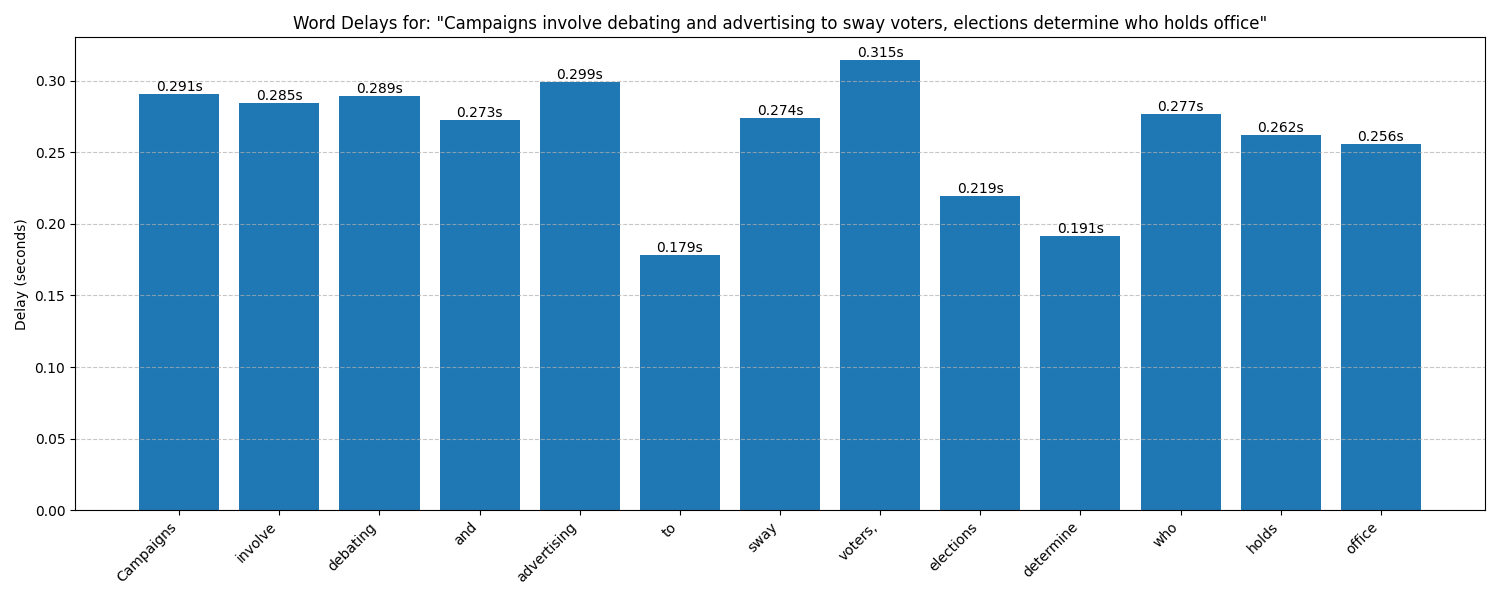 Word Delays for: "Campaigns involve debating and advertising to sway voters, elections determine who holds office"
Delay (seconds)
0.30
0.25
0.20
0.15
0.10
0.05
0.00
0.291s
0.285s
0.289s
0.273s
0.299s
0.179s
0.274s
0.315s
0.219s
0.191s
0.277s
0.262s
0.256s
Campaigns
involve
debating
and
advertising
to
sway
voters,
elections
determine
who
holds
office